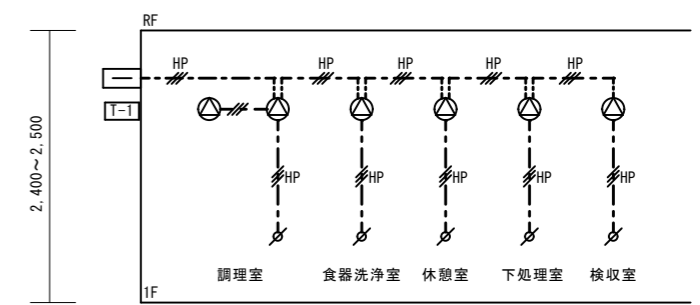 RF
HP HP HP HP HP
T-1
2,400～2,500
HP HP HP HP HP
調理室 食器洗浄室 休憩室 下処理室 検収室
1F